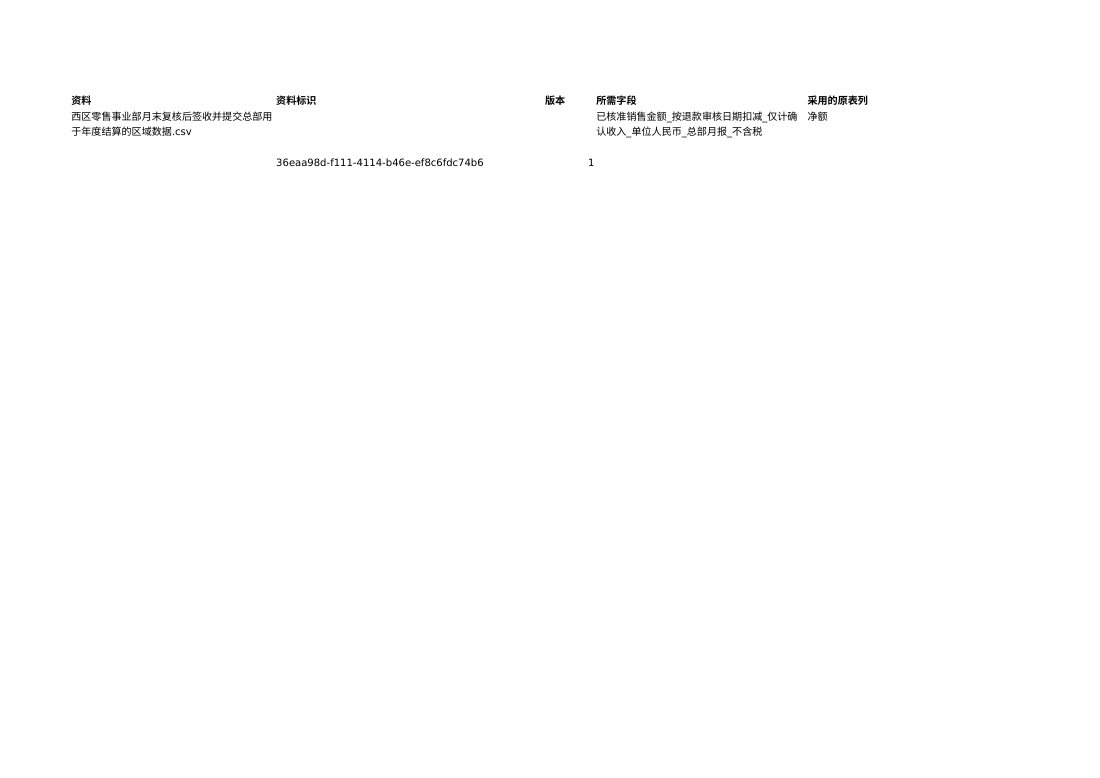 资料 资料标识 版本 所需字段 采用的原表列
西区零售事业部月末复核后签收并提交总部用 已核准销售金额_按退款审核日期扣减_仅计确 净额
于年度结算的区域数据.csv 认收入_单位人民币_总部月报_不含税
36eaa98d-f111-4114-b46e-ef8c6fdc74b6 1